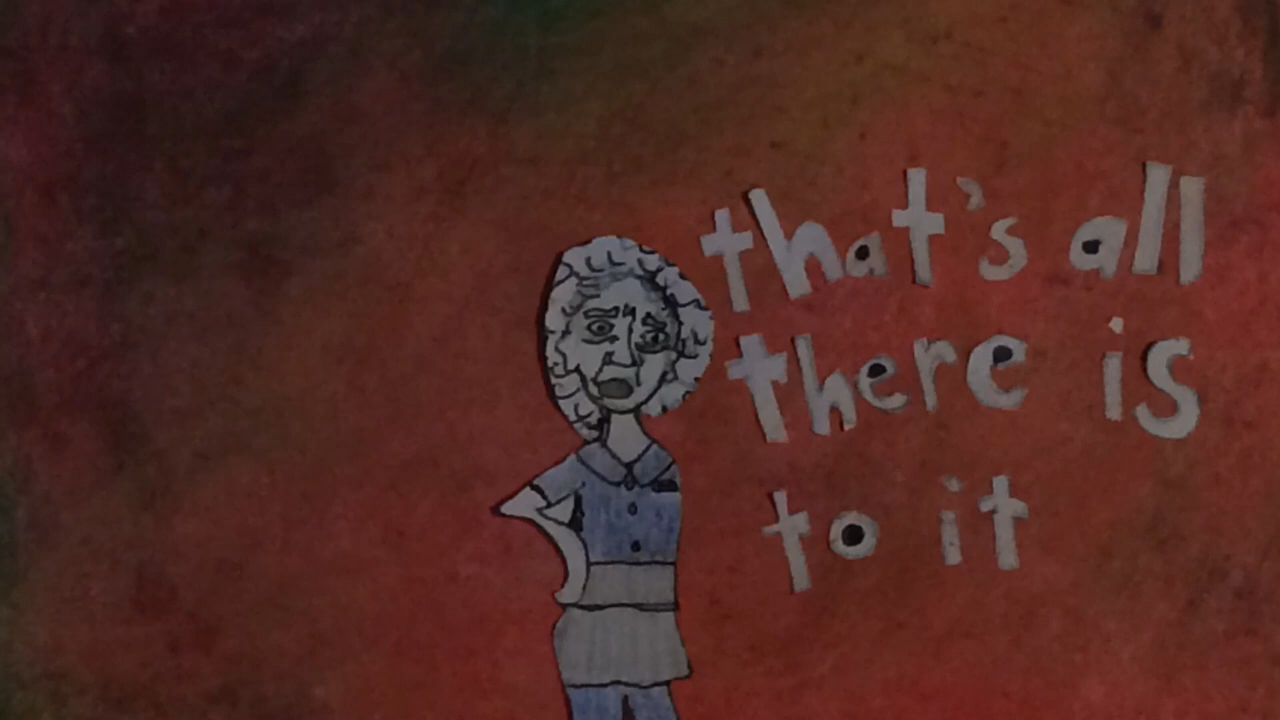 that's all
there is
to it